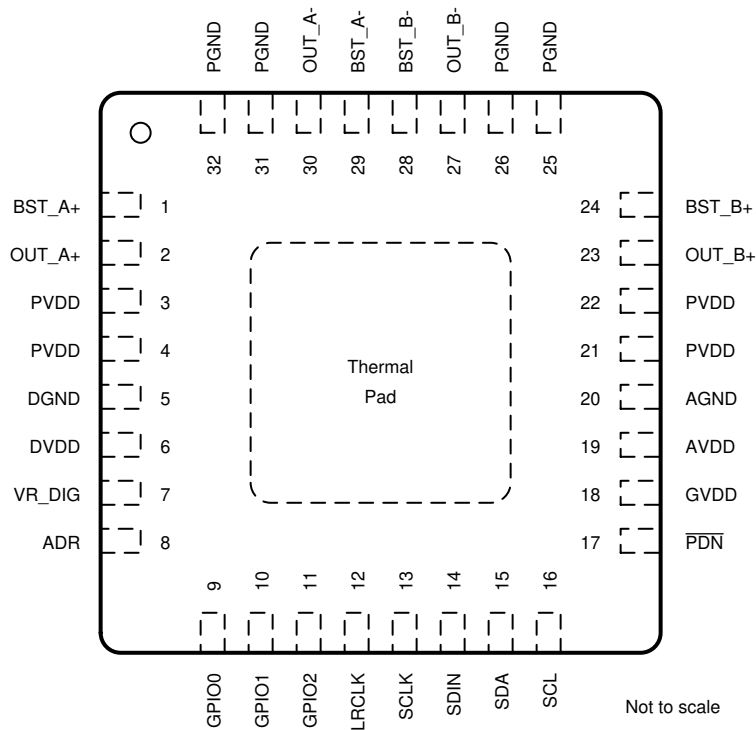 PGND
PGND
OUT_A-
BST_A-
BST_B-
OUT_B-
PGND
PGND
32
31
30
29
28
27
26
25
BST_A+ 1
24 BST_B+
OUT_A+ 2
23 OUT_B+
PVDD 3
22 PVDD
PVDD 4
21 PVDD
Thermal
Pad
DGND 5
20 AGND
DVDD 6
19 AVDD
VR_DIG 7
18 GVDD
ADR 8
17 PDN
9
10
11
12
13
14
15
16
GPIO0
GPIO1
GPIO2
LRCLK
SCLK
SDIN
SDA
SCL
Not to scale